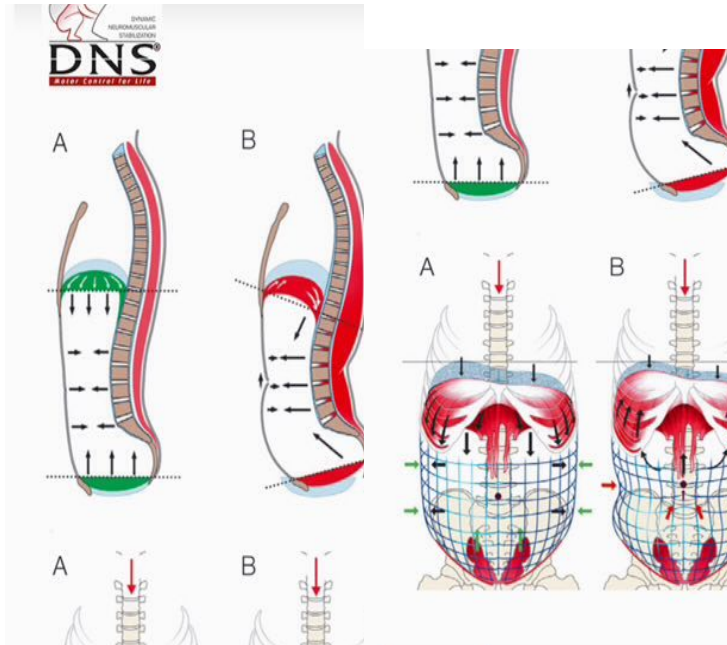 DYNAMIC
NEUROMUSCULAR
STABILIZATION
DNS®
Motor Control for Life
A
B
A
B
A
B